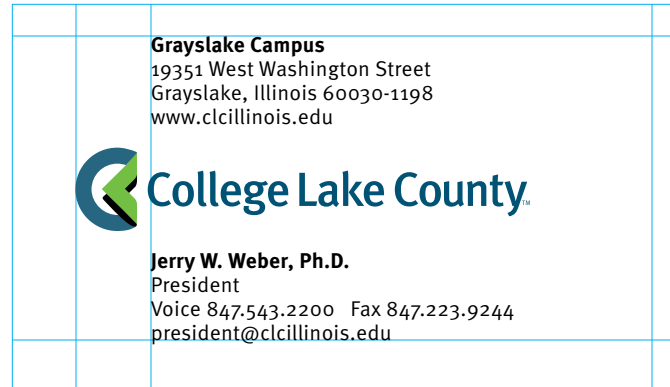 Grayslake Campus
19351 West Washington Street
Grayslake, Illinois 60030-1198
www.clcillinois.edu
College Lake County™
Jerry W. Weber, Ph.D.
President
Voice 847.543.2200 Fax 847.223.9244
president@clcillinois.edu